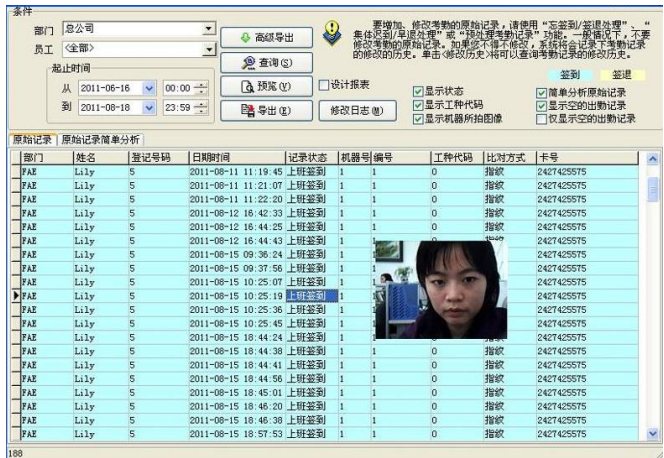 条件
部门 总公司
员工 <全部>
起止时间
从 2011-06-16 00:00
到 2011-08-18 23:59
高级导出
查询(S)
预览(V)
导出(E)
设计报表
修改日志(M)
要增加、修改考勤的原始记录，请使用“忘签到/签退处理”、“
集体迟到/早退处理”或“预处理考勤记录”功能。一般情况下，不要
修改考勤的原始记录。如果您不得不修改，系统将会记录下考勤记录
的修改的历史。单击<修改历史>将可以查询考勤记录的修改历史。
签到 签退
显示状态
显示工种代码
显示机器所拍图像
简单分析原始记录
显示空的出勤记录
仅显示空的出勤记录
原始记录 原始记录简单分析
部门 姓名 登记号码 日期时间 记录状态 机器号 编号 工种代码 比对方式 卡号
FAE Lily 5 2011-08-11 11:19:45 上班签到 1 1 0 指纹 2427425575
FAE Lily 5 2011-08-11 11:21:07 上班签到 1 1 0 指纹 2427425575
FAE Lily 5 2011-08-11 11:22:20 上班签到 1 1 0 指纹 2427425575
FAE Lily 5 2011-08-12 16:42:33 上班签到 1 1 0 指纹 2427425575
FAE Lily 5 2011-08-12 16:44:25 上班签到 1 1 0 指纹 2427425575
FAE Lily 5 2011-08-12 16:44:43 上班签到 1 1 0 指纹 2427425575
FAE Lily 5 2011-08-15 09:36:24 上班签到 1 2427425575
FAE Lily 5 2011-08-15 09:37:56 上班签到 1 2427425575
FAE Lily 5 2011-08-15 10:25:07 上班签到 1 2427425575
FAE Lily 5 2011-08-15 10:25:19 上班签到 1 2427425575
FAE Lily 5 2011-08-15 10:25:36 上班签到 1 2427425575
FAE Lily 5 2011-08-15 10:25:45 上班签到 1 2427425575
FAE Lily 5 2011-08-15 18:44:24 上班签到 1 1 0 指纹 2427425575
FAE Lily 5 2011-08-15 18:44:38 上班签到 1 1 0 指纹 2427425575
FAE Lily 5 2011-08-15 18:44:41 上班签到 1 1 0 指纹 2427425575
FAE Lily 5 2011-08-15 18:44:56 上班签到 1 1 0 指纹 2427425575
FAE Lily 5 2011-08-15 18:45:01 上班签到 1 1 0 指纹 2427425575
FAE Lily 5 2011-08-15 18:46:20 上班签到 1 1 0 指纹 2427425575
FAE Lily 5 2011-08-15 18:46:38 上班签到 1 1 0 指纹 2427425575
FAE Lily 5 2011-08-15 18:57:53 上班签到 1 1 0 指纹 2427425575
188